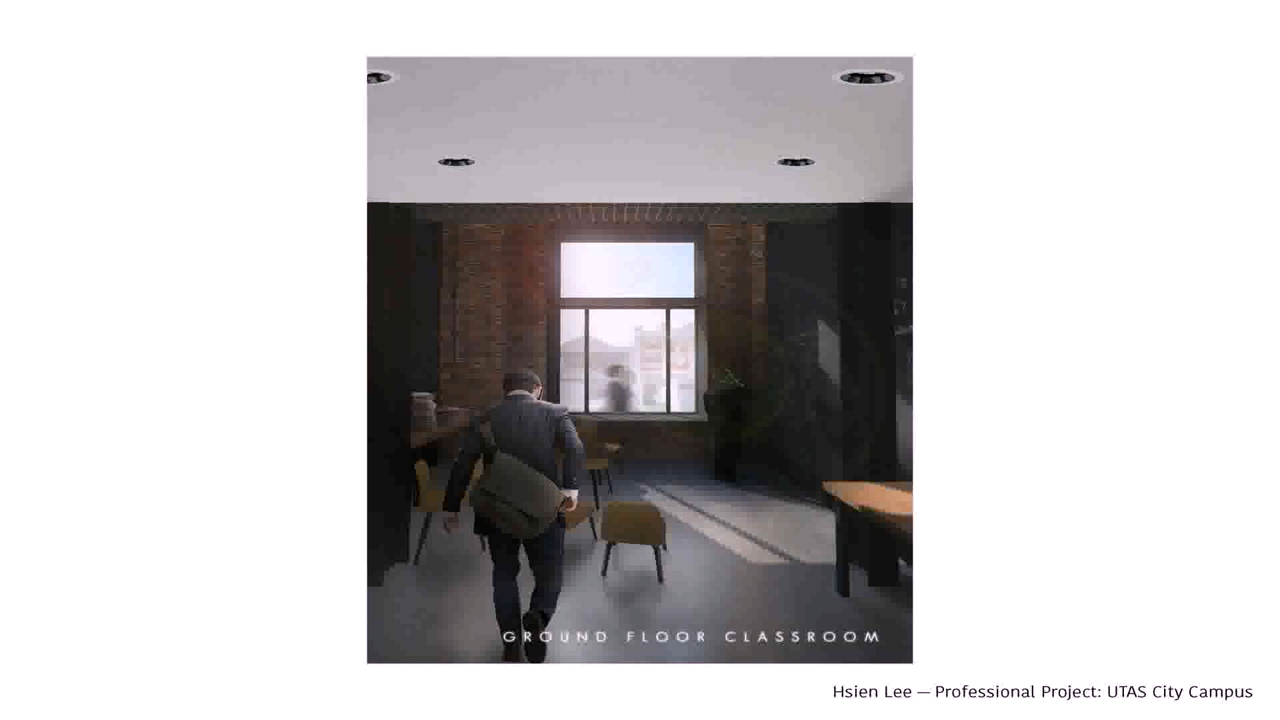 GROUND FLOOR CLASSROOM
Hsien Lee — Professional Project: UTAS City Campus